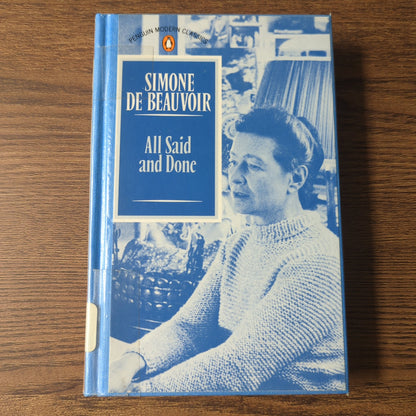 PENGUIN MODERN CLASSICS
SIMONE
DE BEAUVOIR
All Said
and Done